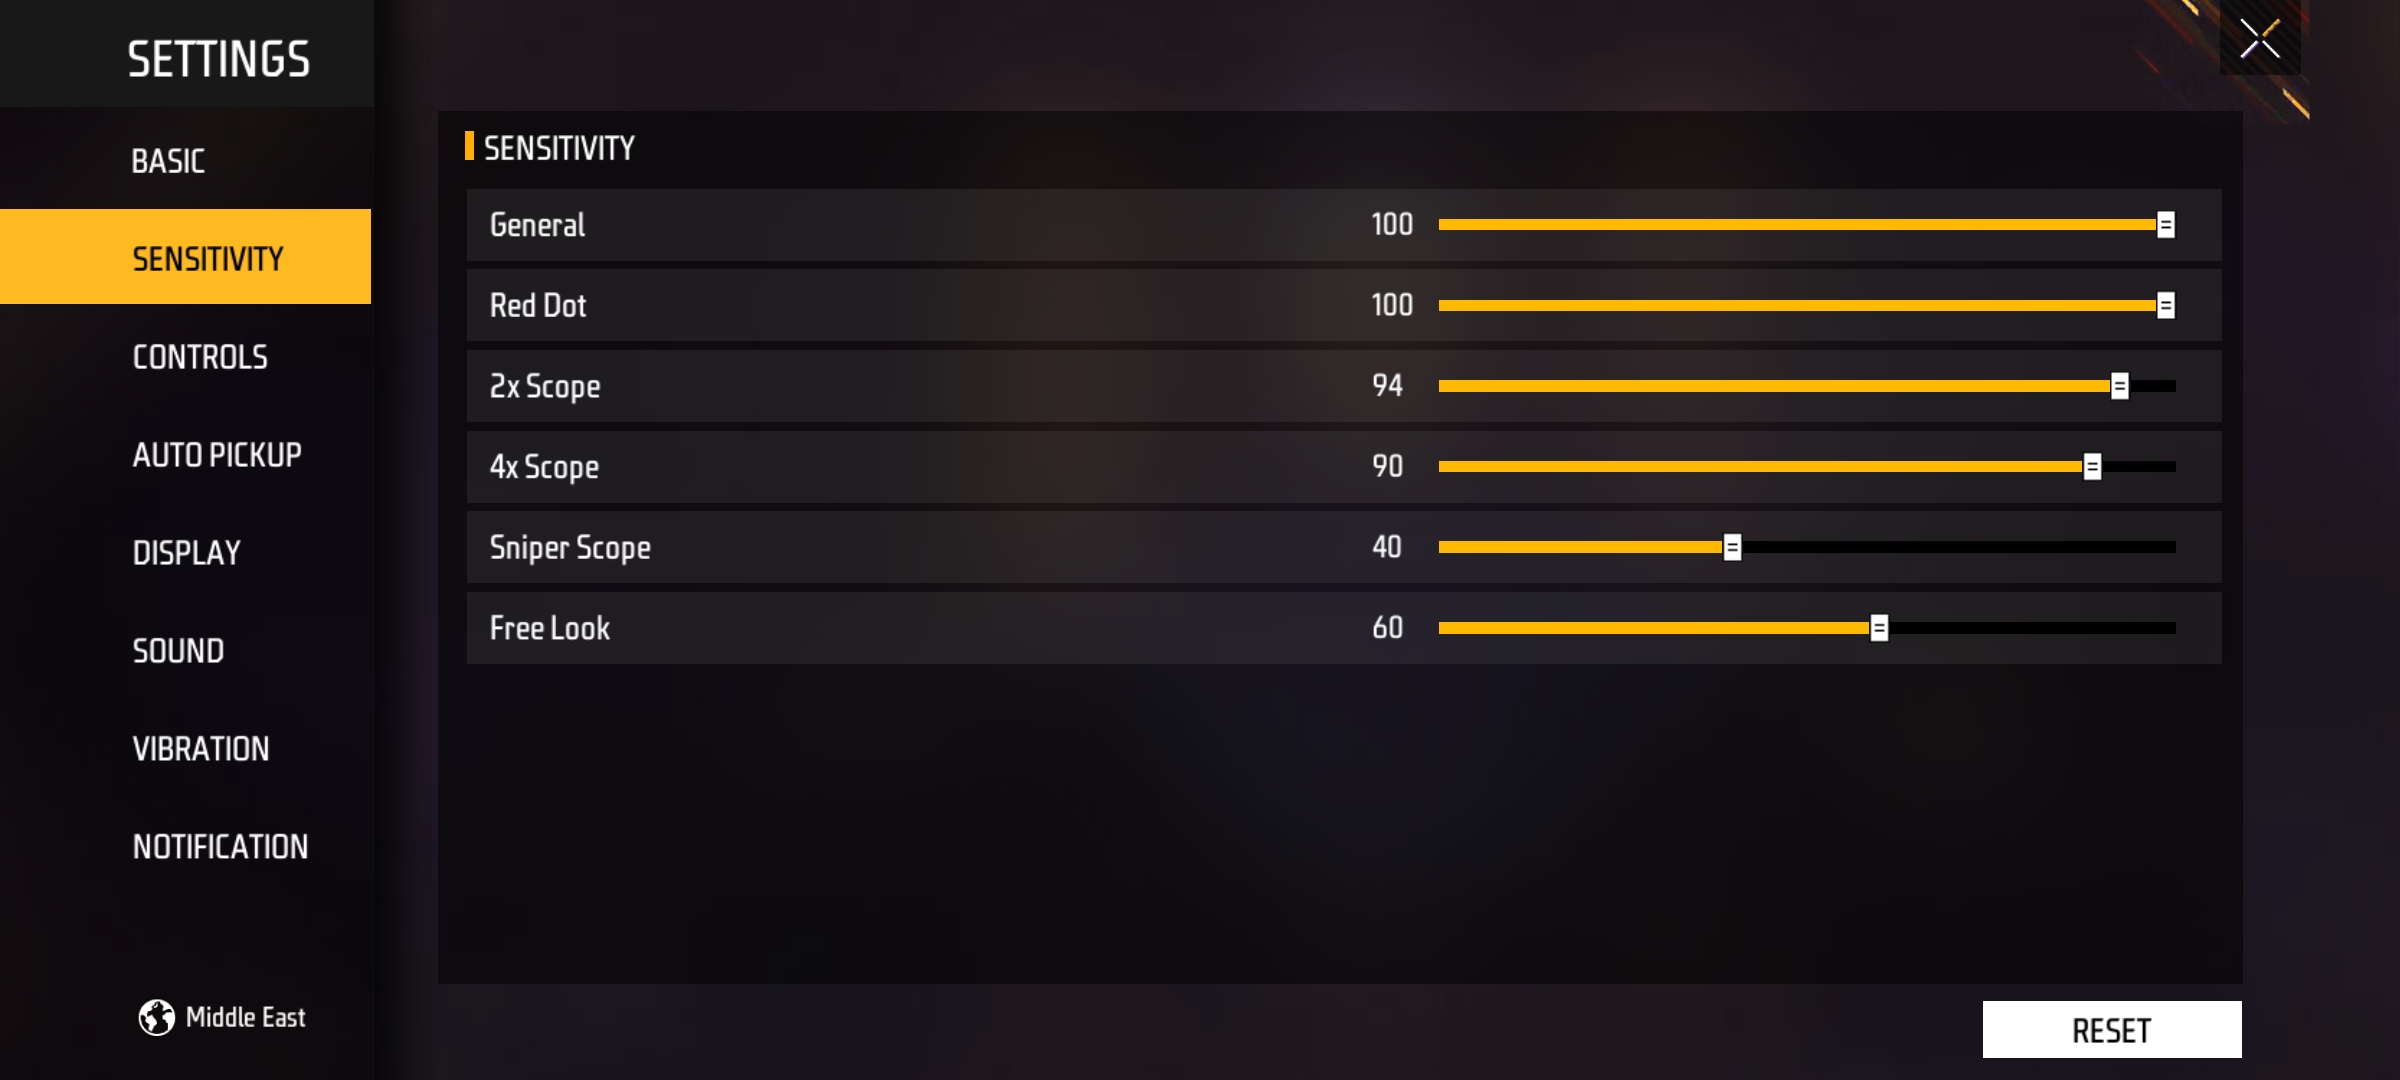 SETTINGS
BASIC
SENSITIVITY
CONTROLS
AUTO PICKUP
DISPLAY
SOUND
VIBRATION
NOTIFICATION
Middle East
SENSITIVITY
General 100
Red Dot 100
2x Scope 94
4x Scope 90
Sniper Scope 40
Free Look 60
RESET